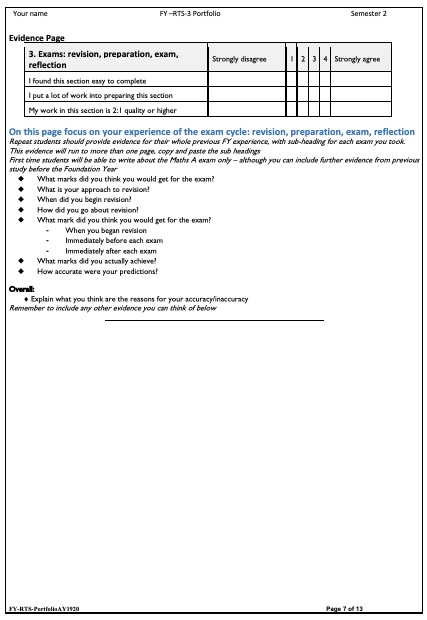 Your name FY –RTS-3 Portfolio Semester 2
Evidence Page
3. Exams: revision, preparation, exam, reflection Strongly disagree 1 2 3 4 Strongly agree
I found this section easy to complete
I put a lot of work into preparing this section
My work in this section is 2:1 quality or higher
On this page focus on your experience of the exam cycle: revision, preparation, exam, reflection
Repeat students should provide evidence for their whole previous FY experience, with sub-heading for each exam you took.
This evidence will run to more than one page, copy and paste the sub headings
First time students will be able to write about the Maths A exam only – although you can include further evidence from previous
study before the Foundation Year
◆ What marks did you think you would get for the exam?
◆ What is your approach to revision?
◆ When did you begin revision?
◆ How did you go about revision?
◆ What mark did you think you would get for the exam?
- When you began revision
- Immediately before each exam
- Immediately after each exam
◆ What marks did you actually achieve?
◆ How accurate were your predictions?
Overall:
♦ Explain what you think are the reasons for your accuracy/inaccuracy
Remember to include any other evidence you can think of below
FY-RTS-PortfolioAY1920 Page 7 of 13